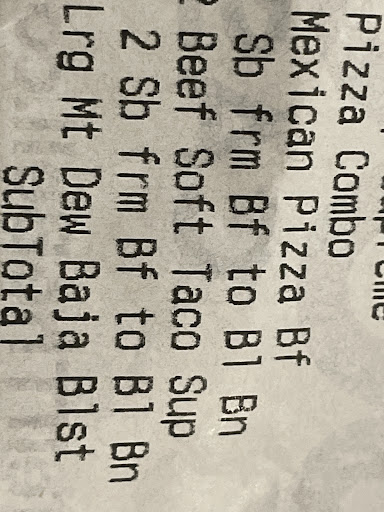 Pizza Combo
Mexican Pizza Bf
Sb frm Bf to Bl Bn
2 Beef Soft Taco Sup
2 Sb frm Bf to Bl Bn
Lrg Mt Dew Baja Blst
SubTotal